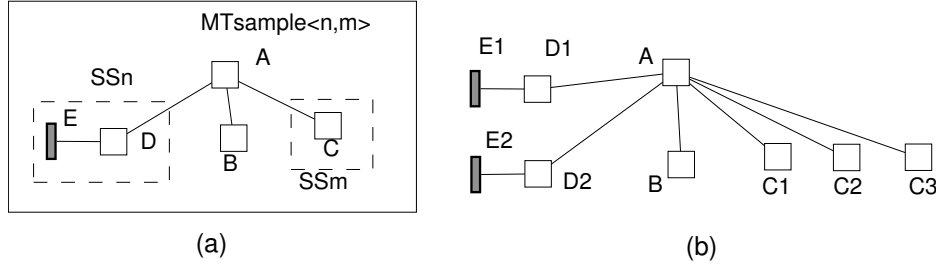 MTsample<n,m>
A
SSn
E
D
B
C
SSm
(a)
E1
D1
A
E2
D2
B
C1
C2
C3
(b)